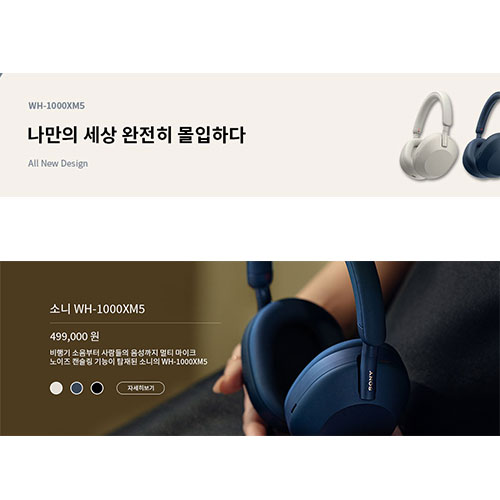 WH-1000XM5
나만의 세상 완전히 몰입하다
All New Design
소니 WH-1000XM5
499,000 원
비행기 소음부터 사람들의 음성까지 멀티 마이크
노이즈 캔슬링 기능이 탑재된 소니의 WH-1000XM5
자세히보기
SONY